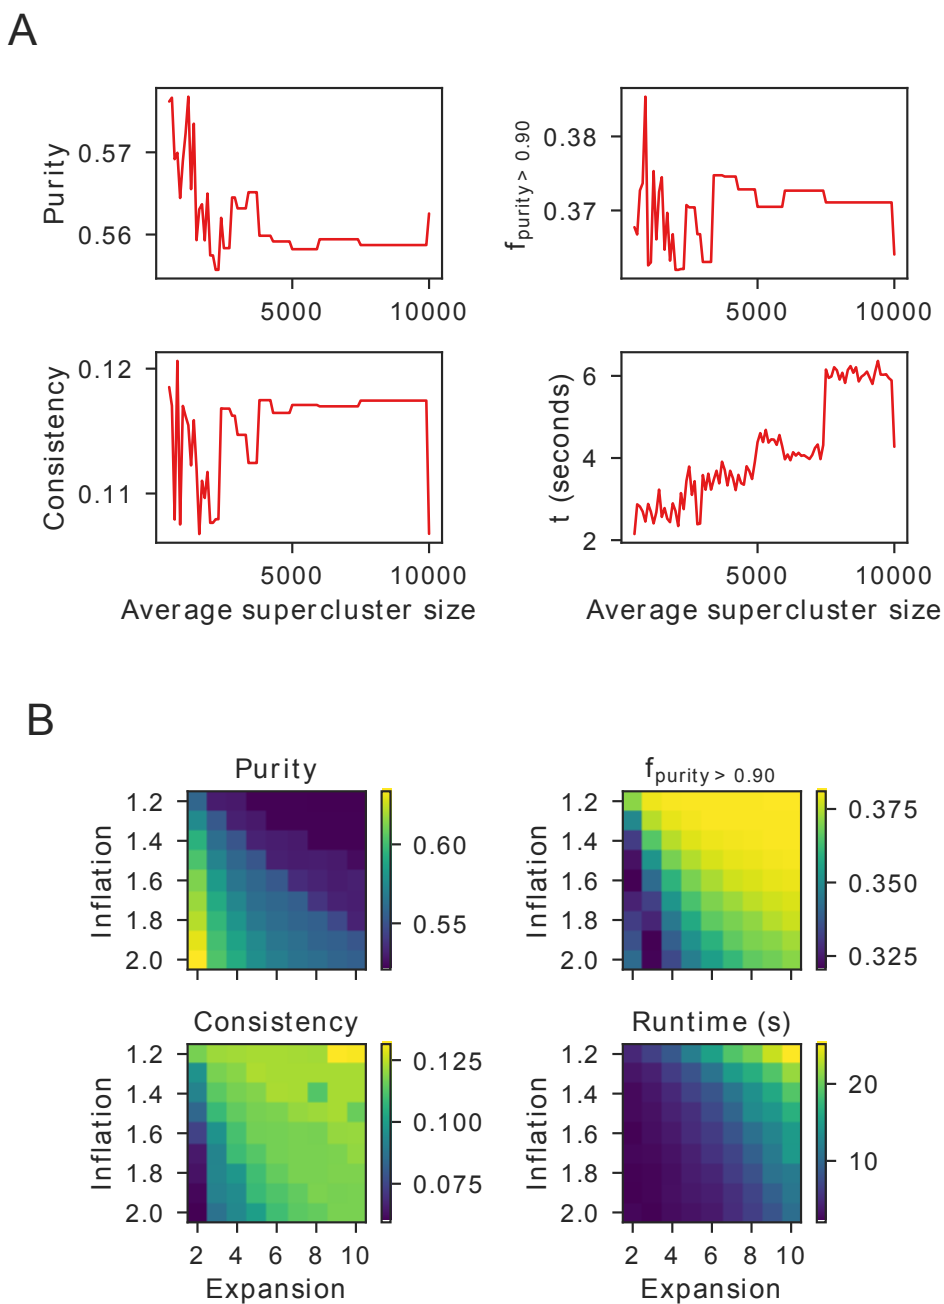 A
Purity
0.57
0.56
5000
10000
f_purity > 0.90
0.38
0.37
5000
10000
Consistency
0.12
0.11
5000
10000
Average supercluster size
t (seconds)
6
4
2
5000
10000
Average supercluster size
B
Purity
Inflation
1.2
1.4
1.6
1.8
2.0
0.60
0.55
f_purity > 0.90
Inflation
1.2
1.4
1.6
1.8
2.0
0.375
0.350
0.325
Consistency
Inflation
1.2
1.4
1.6
1.8
2.0
2 4 6 8 10
Expansion
0.125
0.100
0.075
Runtime (s)
Inflation
1.2
1.4
1.6
1.8
2.0
2 4 6 8 10
Expansion
20
10